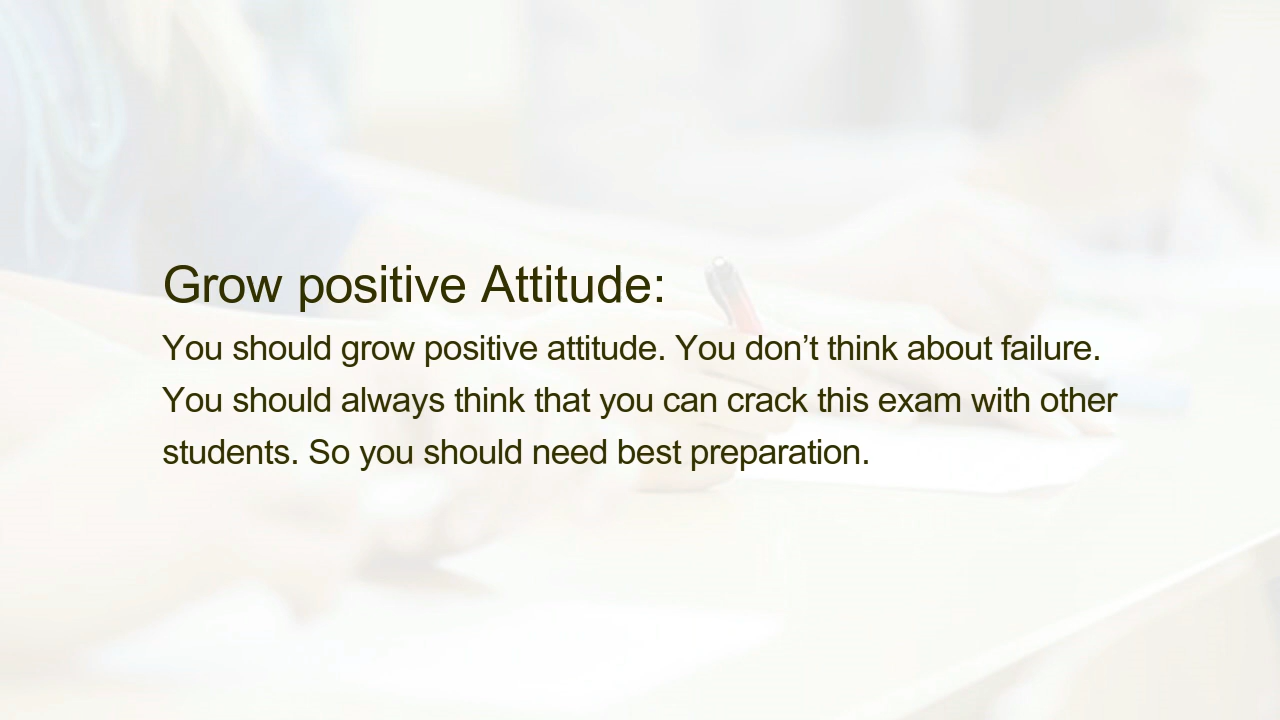 Grow positive Attitude:
You should grow positive attitude. You don’t think about failure.
You should always think that you can crack this exam with other
students. So you should need best preparation.